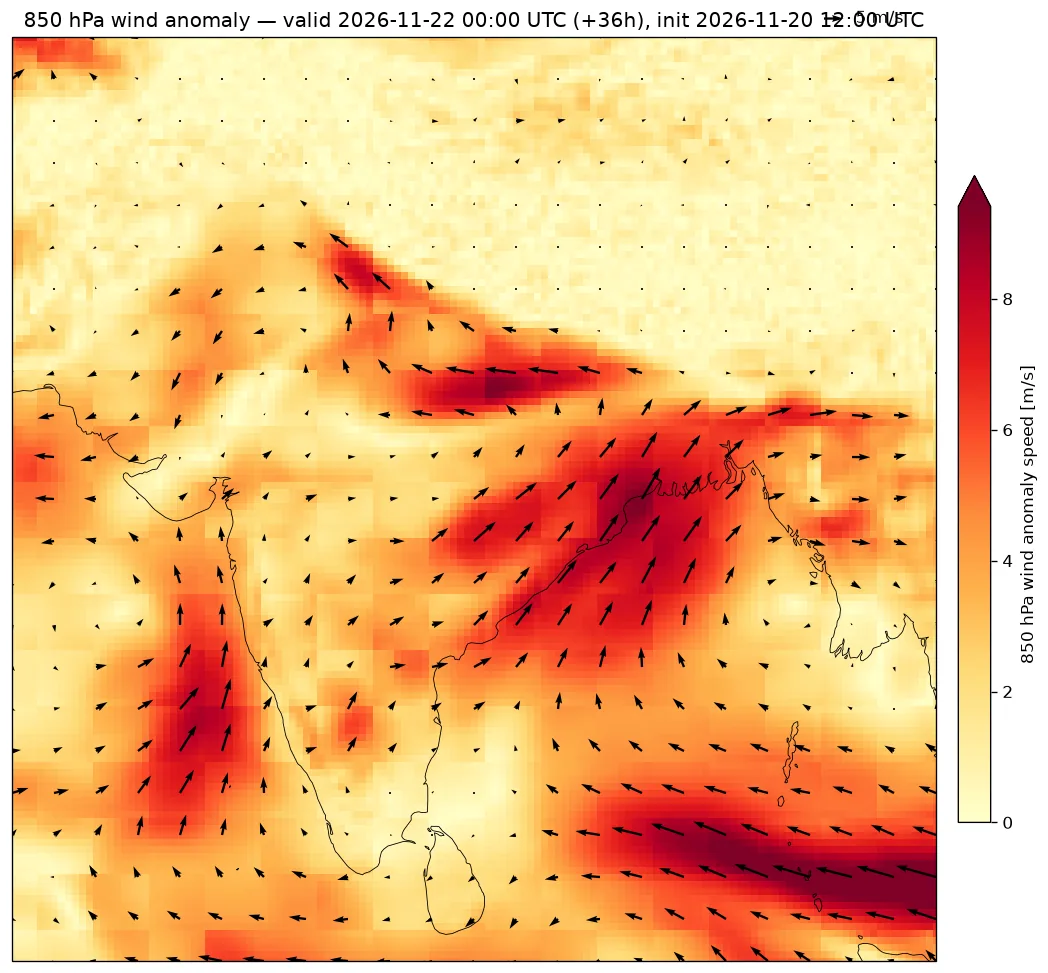 850 hPa wind anomaly — valid 2026-11-22 00:00 UTC (+36h), init 2026-11-20 12:00 UTC
5 m/s
8
6
4
2
0
850 hPa wind anomaly speed [m/s]